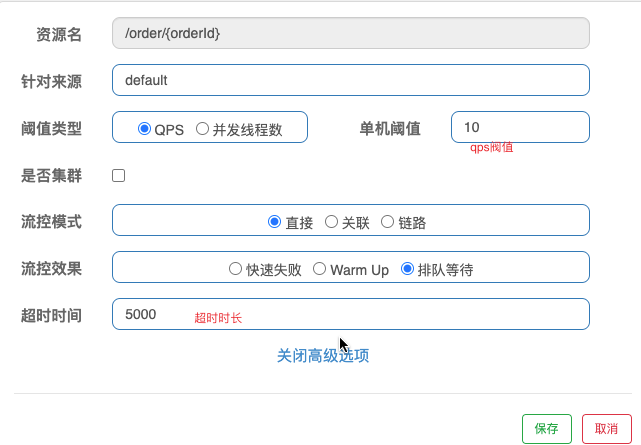 资源名 /order/{orderId}
针对来源 default
阈值类型 QPS 并发线程数 单机阈值 10
qps阀值
是否集群
流控模式 直接 关联 链路
流控效果 快速失败 Warm Up 排队等待
超时时间 5000 超时时长
关闭高级选项
保存 取消